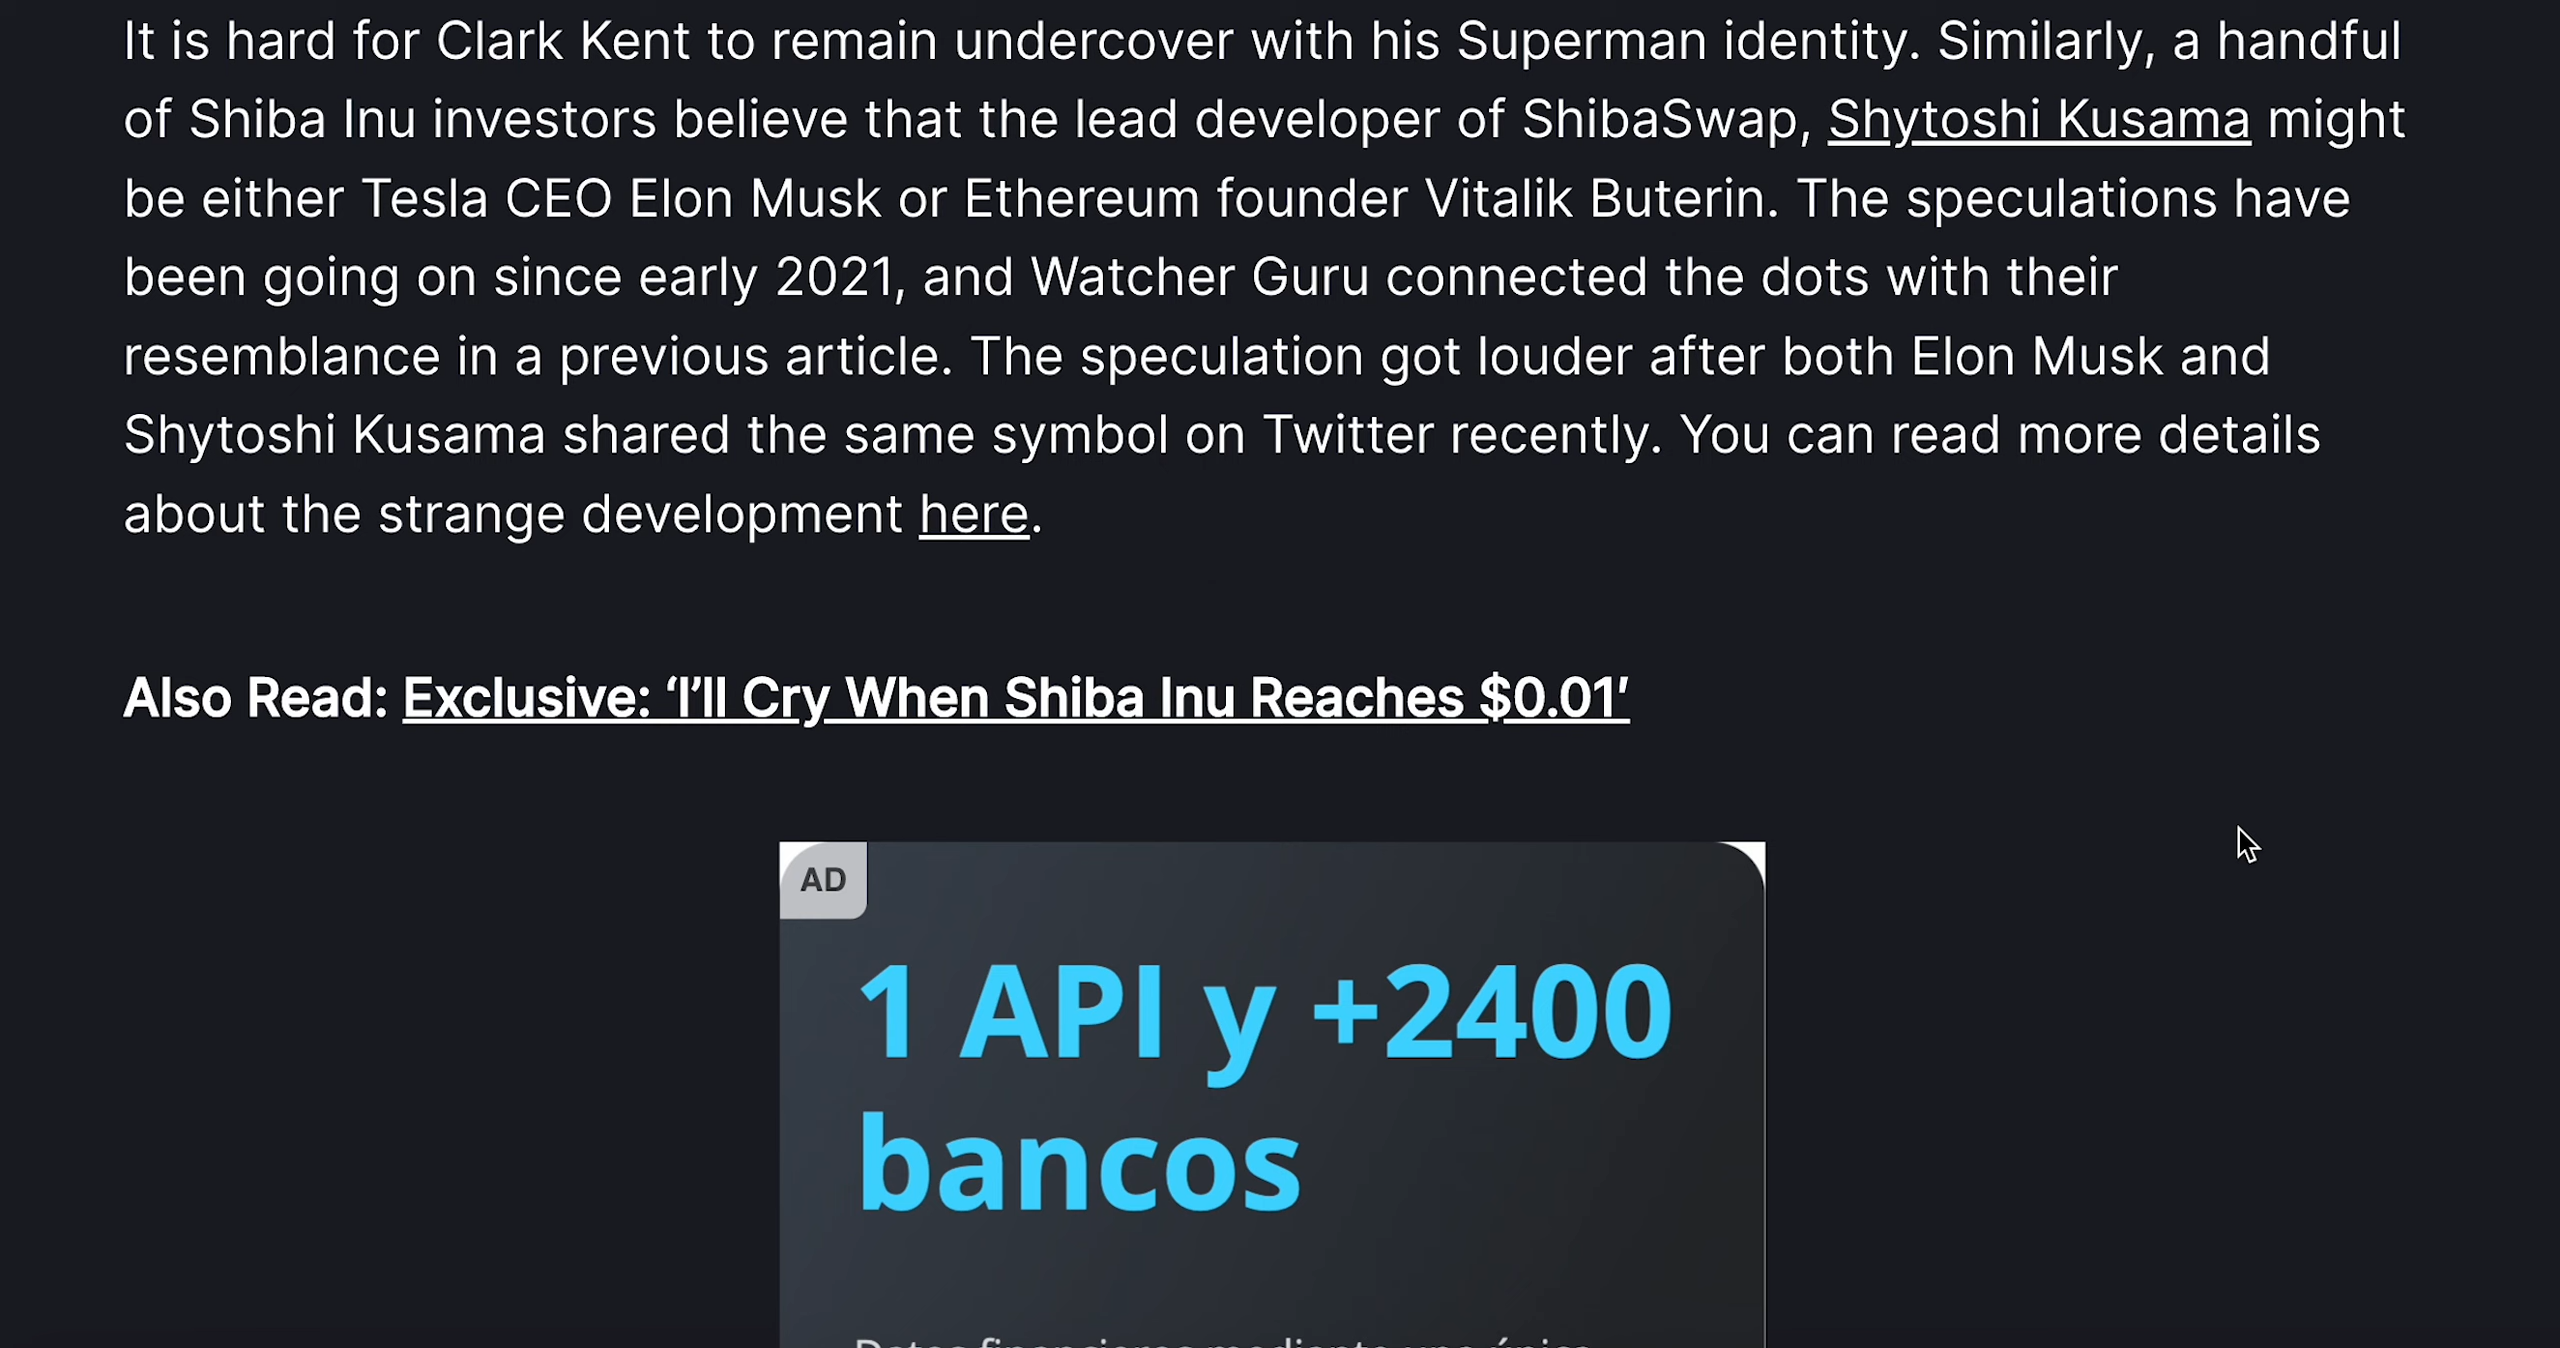 It is hard for Clark Kent to remain undercover with his Superman identity. Similarly, a handful
of Shiba Inu investors believe that the lead developer of ShibaSwap, Shytoshi Kusama might
be either Tesla CEO Elon Musk or Ethereum founder Vitalik Buterin. The speculations have
been going on since early 2021, and Watcher Guru connected the dots with their
resemblance in a previous article. The speculation got louder after both Elon Musk and
Shytoshi Kusama shared the same symbol on Twitter recently. You can read more details
about the strange development here.
Also Read: Exclusive: ‘I’ll Cry When Shiba Inu Reaches $0.01′
AD
1 API y +2400
bancos
Datos financieros mediante una única